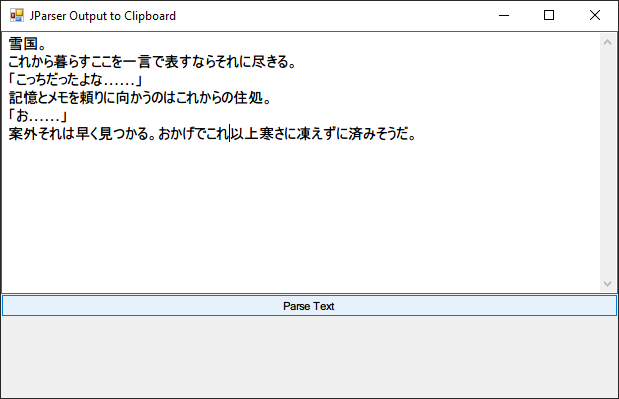 JParser Output to Clipboard
雪国。
これから暮らすここを一言で表すならそれに尽きる。
「こっちだったよな……」
記憶とメモを頼りに向かうのはこれからの住処。
「お……」
案外それは早く見つかる。おかげでこれ以上寒さに凍えずに済みそうだ。
Parse Text